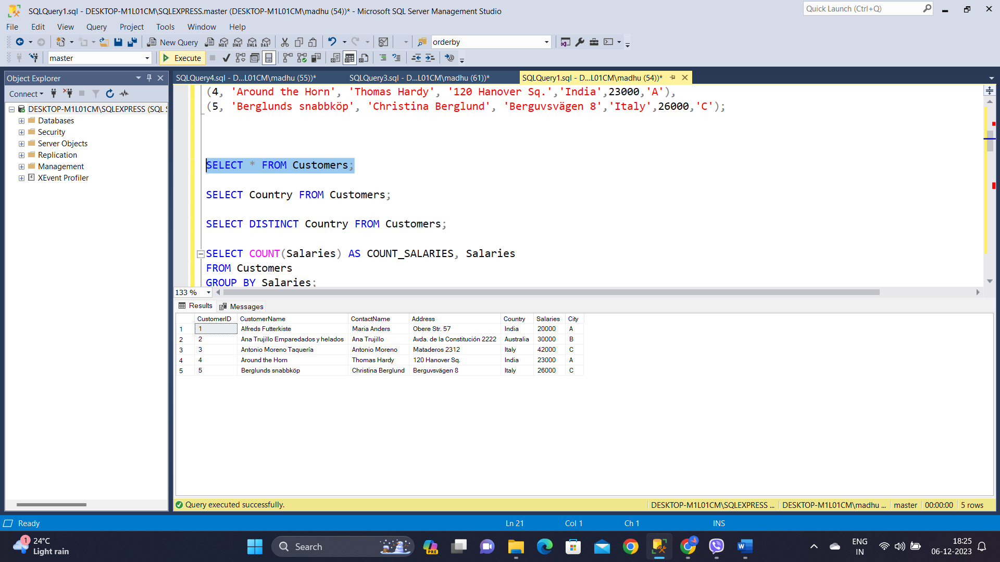 SQLQuery1.sql - DESKTOP-M1L01CM\SQLEXPRESS.master (DESKTOP-M1L01CM\madhu (54))* - Microsoft SQL Server Management Studio
Quick Launch (Ctrl+Q)
File Edit View Query Project Tools Window Help
New Query
MDX DMX XMLA DAX
orderby
master
Execute
Object Explorer
SQLQuery4.sql - D...L01CM\madhu (55))*
SQLQuery3.sql - D...L01CM\madhu (61))*
SQLQuery1.sql - D...L01CM\madhu (54))*
Connect
DESKTOP-M1L01CM\SQLEXPRESS (SQL S
Databases
Security
Server Objects
Replication
Management
XEvent Profiler
(4, 'Around the Horn', 'Thomas Hardy', '120 Hanover Sq.','India',23000,'A'),
(5, 'Berglunds snabbköp', 'Christina Berglund', 'Berguvsvägen 8','Italy',26000,'C');
SELECT * FROM Customers;
SELECT Country FROM Customers;
SELECT DISTINCT Country FROM Customers;
SELECT COUNT(Salaries) AS COUNT_SALARIES, Salaries
FROM Customers
GROUP BY Salaries;
133 %
Results Messages
CustomerID CustomerName ContactName Address Country Salaries City
1 1 Alfreds Futterkiste Maria Anders Obere Str. 57 India 20000 A
2 2 Ana Trujillo Emparedados y helados Ana Trujillo Avda. de la Constitución 2222 Australia 30000 B
3 3 Antonio Moreno Taquería Antonio Moreno Mataderos 2312 Italy 42000 C
4 4 Around the Horn Thomas Hardy 120 Hanover Sq. India 23000 A
5 5 Berglunds snabbköp Christina Berglund Berguvsvägen 8 Italy 26000 C
Query executed successfully.
DESKTOP-M1L01CM\SQLEXPRESS ... DESKTOP-M1L01CM\madhu ... master 00:00:00 5 rows
Ready
Ln 21 Col 1 Ch 1 INS
1
24°C
Light rain
Search
PRE
ENG
IN
18:25
06-12-2023